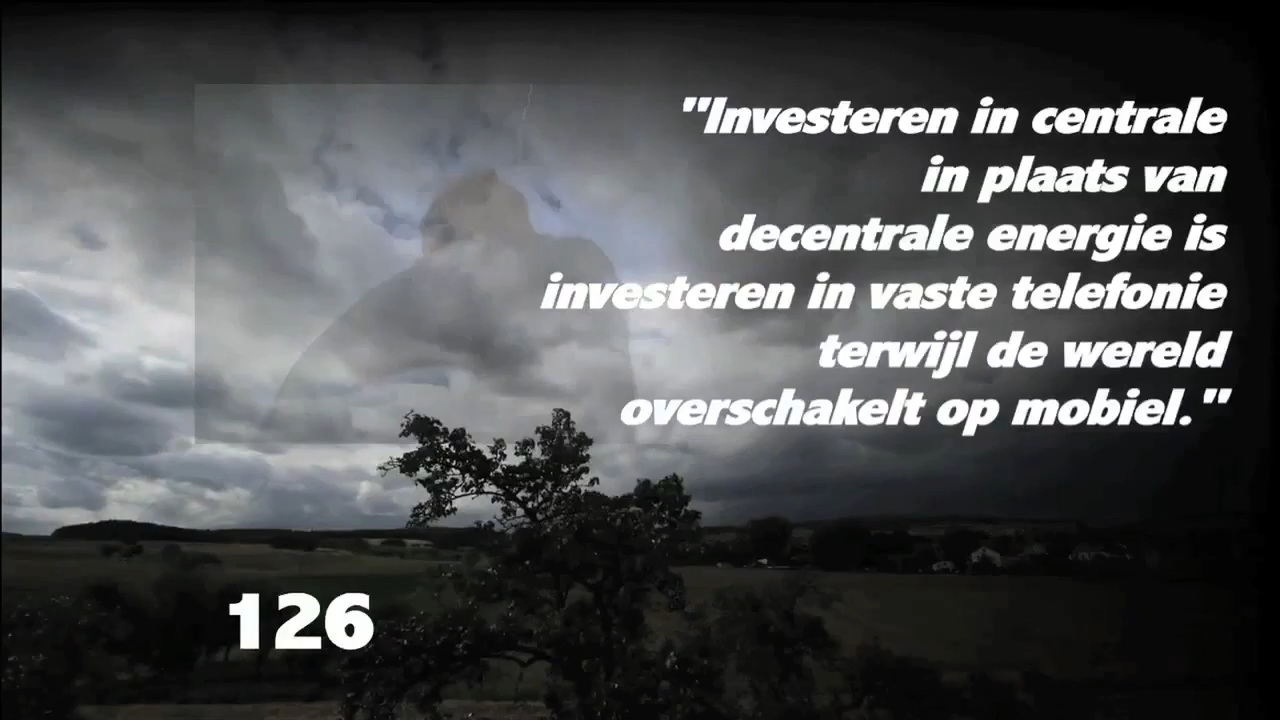 "Investeren in centrale
in plaats van
decentrale energie is
investeren in vaste telefonie
terwijl de wereld
overschakelt op mobiel."
126